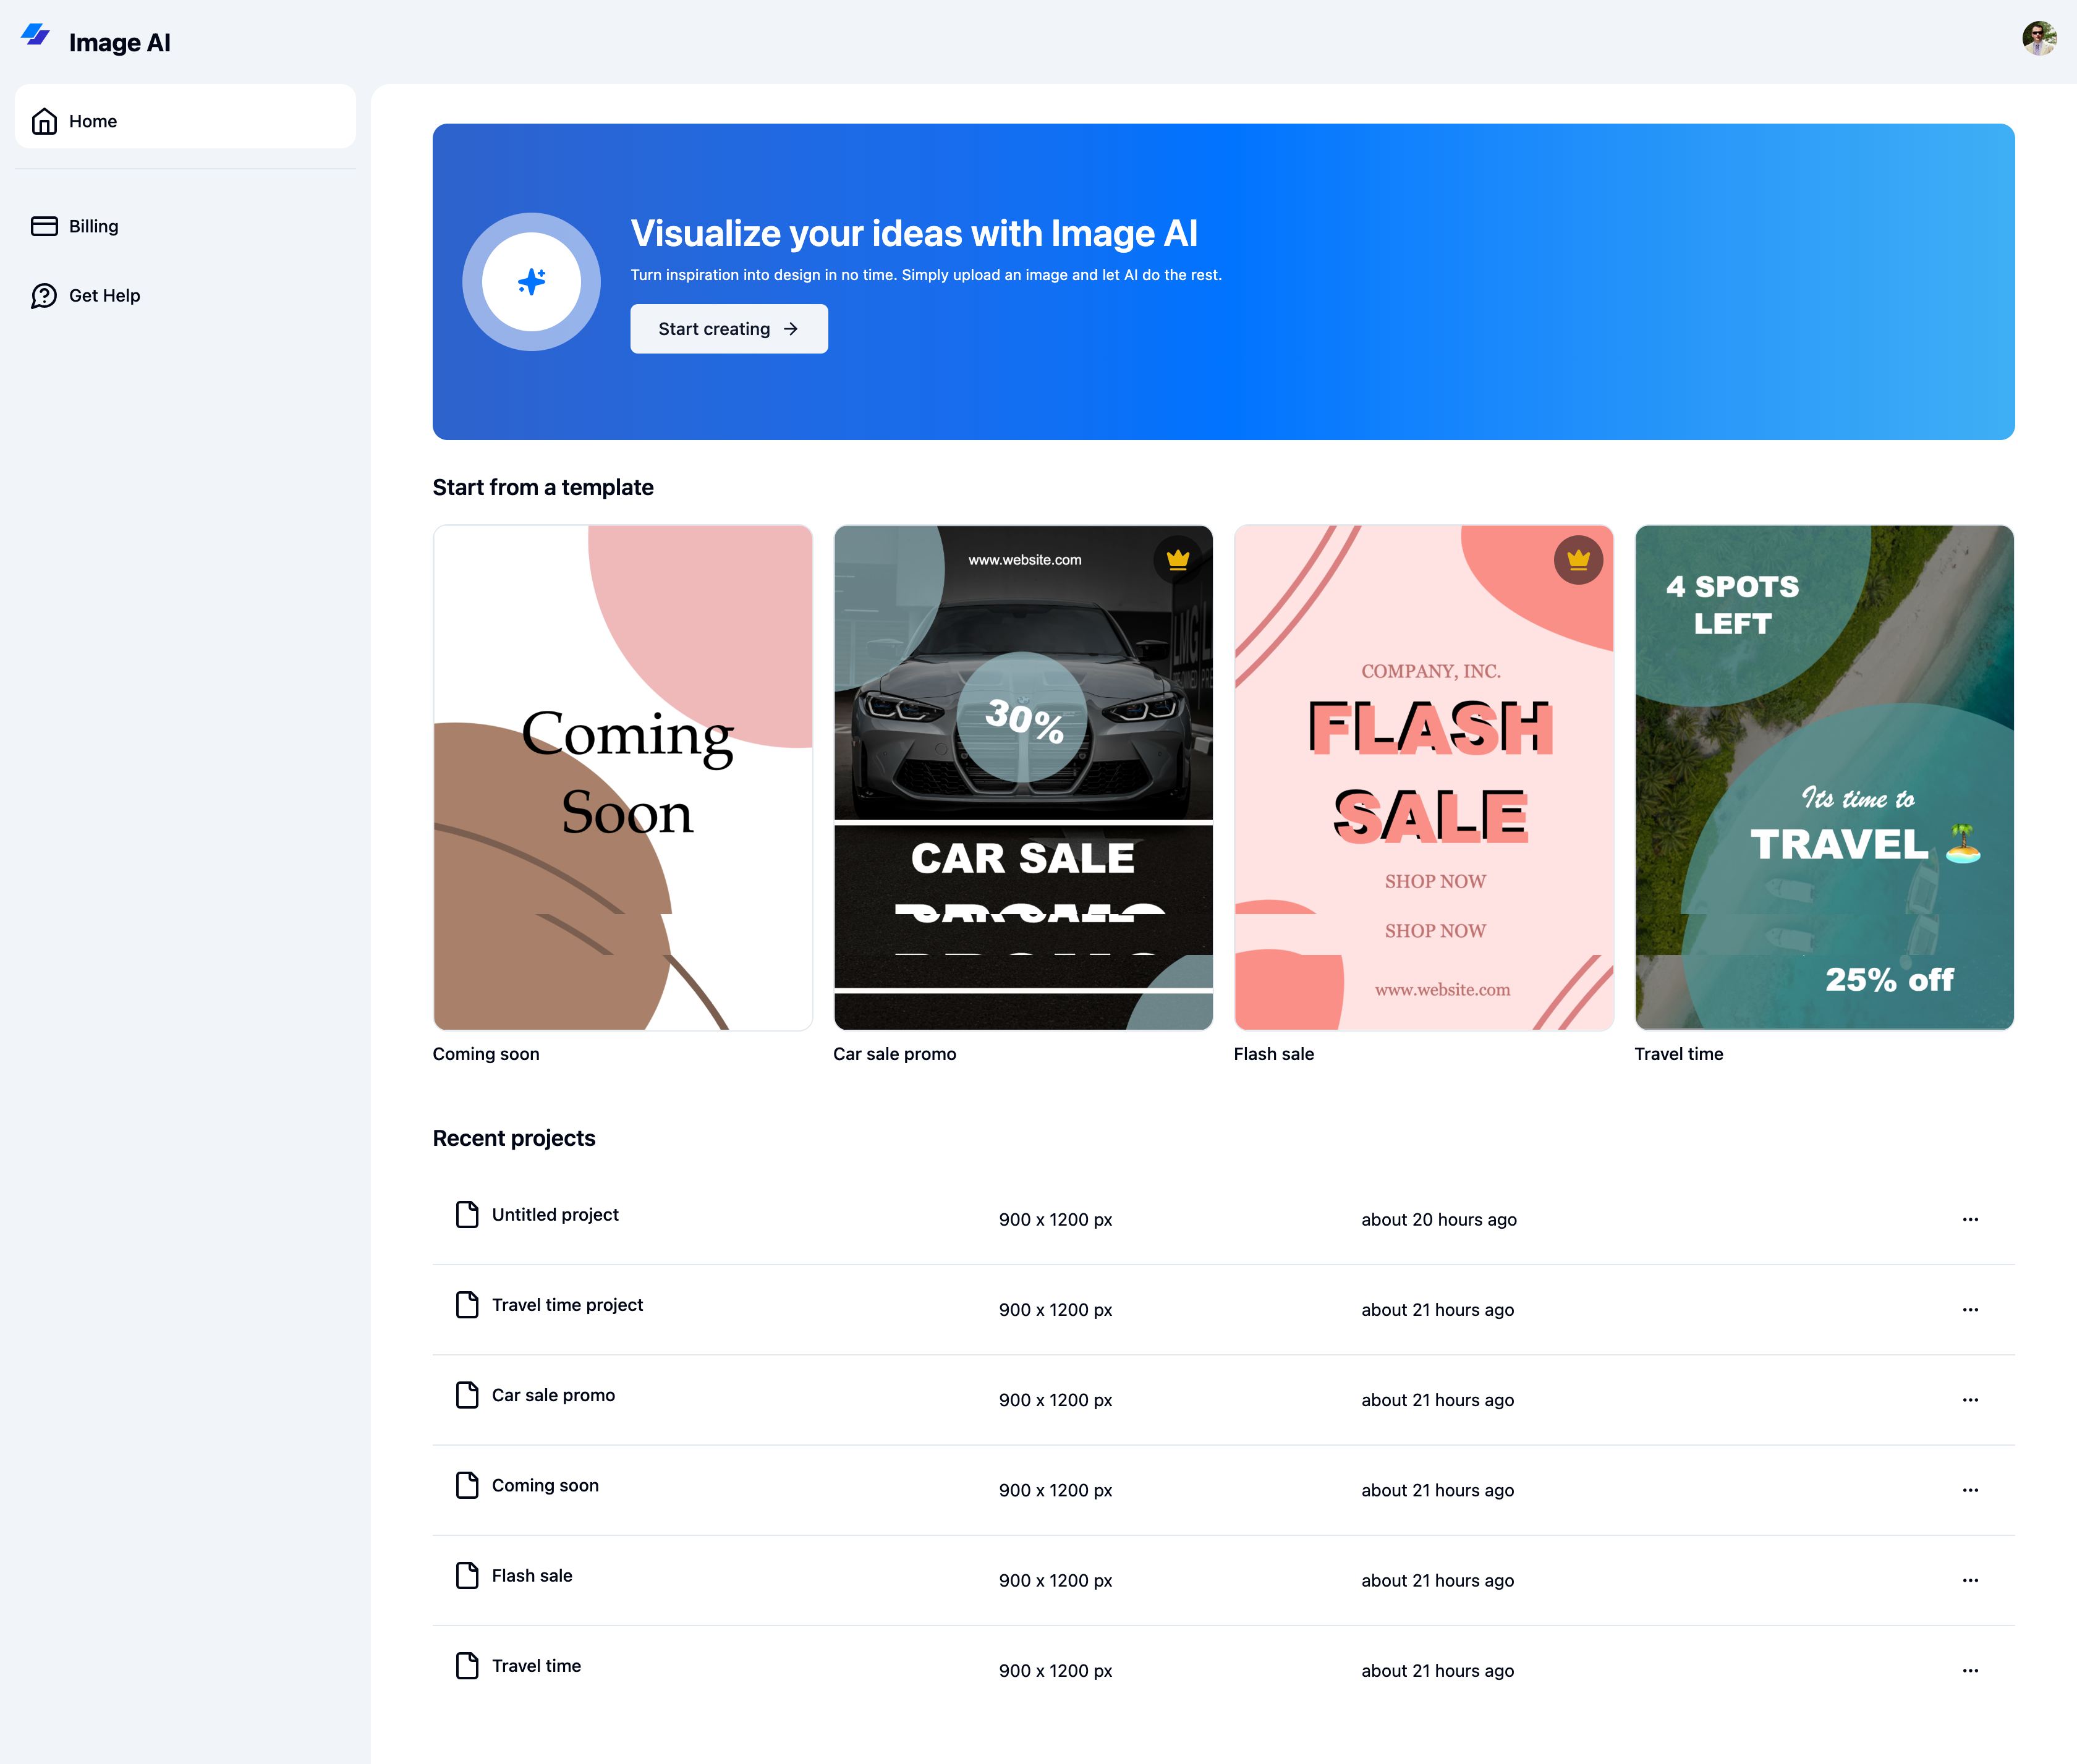 Image AI
Home
Billing
Get Help
Visualize your ideas with Image AI
Turn inspiration into design in no time. Simply upload an image and let AI do the rest.
Start creating
Start from a template
Coming
Soon
Coming soon
www.website.com
30%
CAR SALE
Car sale promo
COMPANY, INC.
FLASH
SALE
SHOP NOW
SHOP NOW
www.website.com
Flash sale
4 SPOTS
LEFT
Its time to
TRAVEL 🏝️
25% off
Travel time
Recent projects
Untitled project 900 x 1200 px about 20 hours ago
Travel time project 900 x 1200 px about 21 hours ago
Car sale promo 900 x 1200 px about 21 hours ago
Coming soon 900 x 1200 px about 21 hours ago
Flash sale 900 x 1200 px about 21 hours ago
Travel time 900 x 1200 px about 21 hours ago